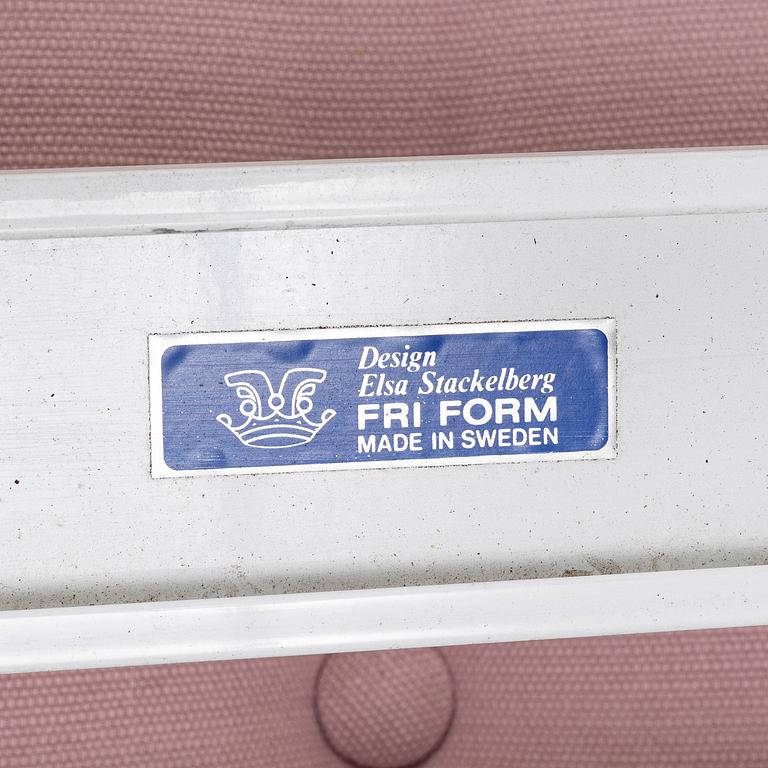 Design
Elsa Stackelberg
FRI FORM
MADE IN SWEDEN